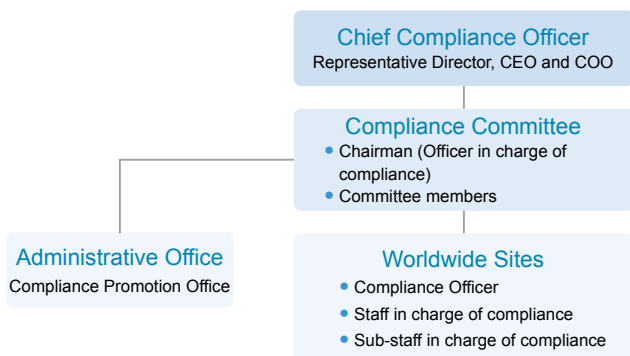 Chief Compliance Officer
Representative Director, CEO and COO
Compliance Committee
• Chairman (Officer in charge of
compliance)
• Committee members
Administrative Office
Compliance Promotion Office
Worldwide Sites
• Compliance Officer
• Staff in charge of compliance
• Sub-staff in charge of compliance